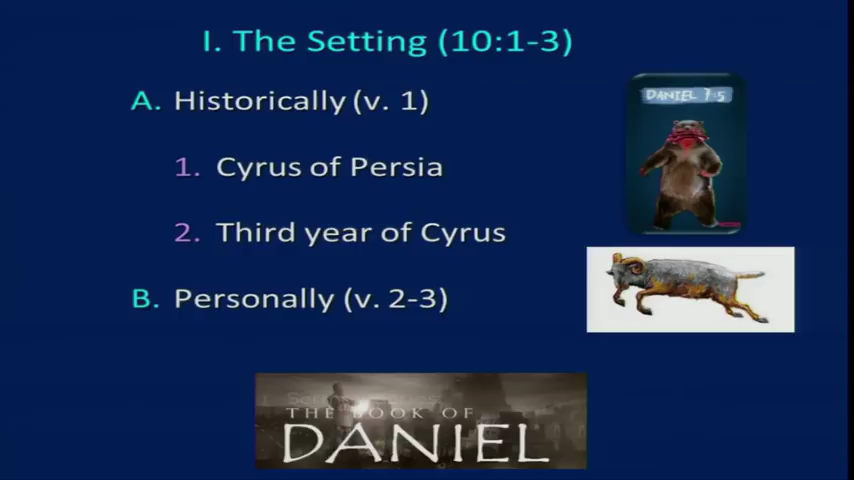 I. The Setting (10:1-3)
A. Historically (v. 1)
DANIEL 7:5
1. Cyrus of Persia
2. Third year of Cyrus
B. Personally (v. 2-3)
THE BOOK OF
DANIEL